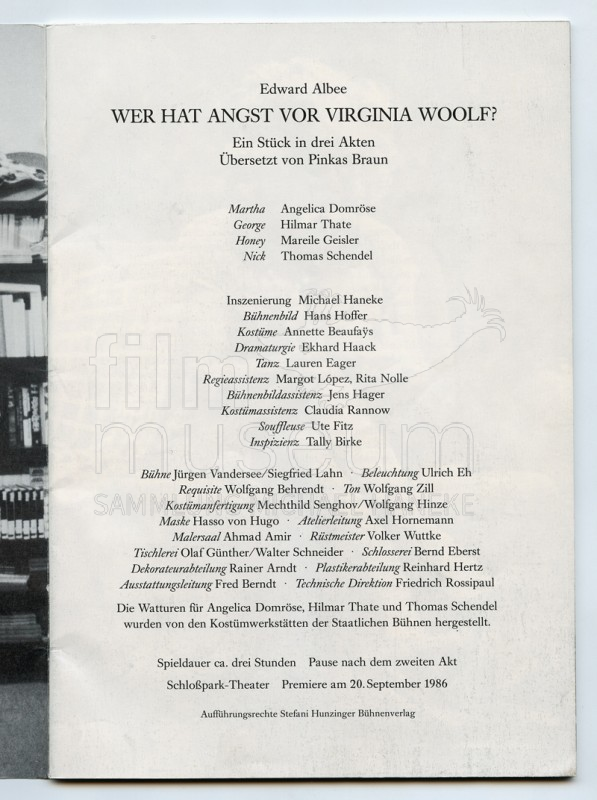 Edward Albee
WER HAT ANGST VOR VIRGINIA WOOLF?
Ein Stück in drei Akten
Übersetzt von Pinkas Braun
Martha Angelica Domröse
George Hilmar Thate
Honey Mareile Geisler
Nick Thomas Schendel
Inszenierung Michael Haneke
Bühnenbild Hans Hoffer
Kostüme Annette Beaufaÿs
Dramaturgie Ekhard Haack
Tanz Lauren Eager
Regieassistenz Margot López, Rita Nolle
Bühnenbildassistenz Jens Hager
Kostümassistenz Claudia Rannow
Souffleuse Ute Fitz
Inspizienz Tally Birke
film
museum
SAMMLUNG MICHAEL HANEKE
Bühne Jürgen Vandersee/Siegfried Lahn · Beleuchtung Ulrich Eh
Requisite Wolfgang Behrendt · Ton Wolfgang Zill
Kostümanfertigung Mechthild Senghov/Wolfgang Hinze
Maske Hasso von Hugo · Atelierleitung Axel Hornemann
Malersaal Ahmad Amir · Rüstmeister Volker Wuttke
Tischlerei Olaf Günther/Walter Schneider · Schlosserei Bernd Eberst
Dekorateurabteilung Rainer Arndt · Plastikerabteilung Reinhard Hertz
Ausstattungsleitung Fred Berndt · Technische Direktion Friedrich Rossipaul
Die Watturen für Angelica Domröse, Hilmar Thate und Thomas Schendel
wurden von den Kostümwerkstätten der Staatlichen Bühnen hergestellt.
Spieldauer ca. drei Stunden Pause nach dem zweiten Akt
Schloßpark-Theater Premiere am 20. September 1986
Aufführungsrechte Stefani Hunzinger Bühnenverlag